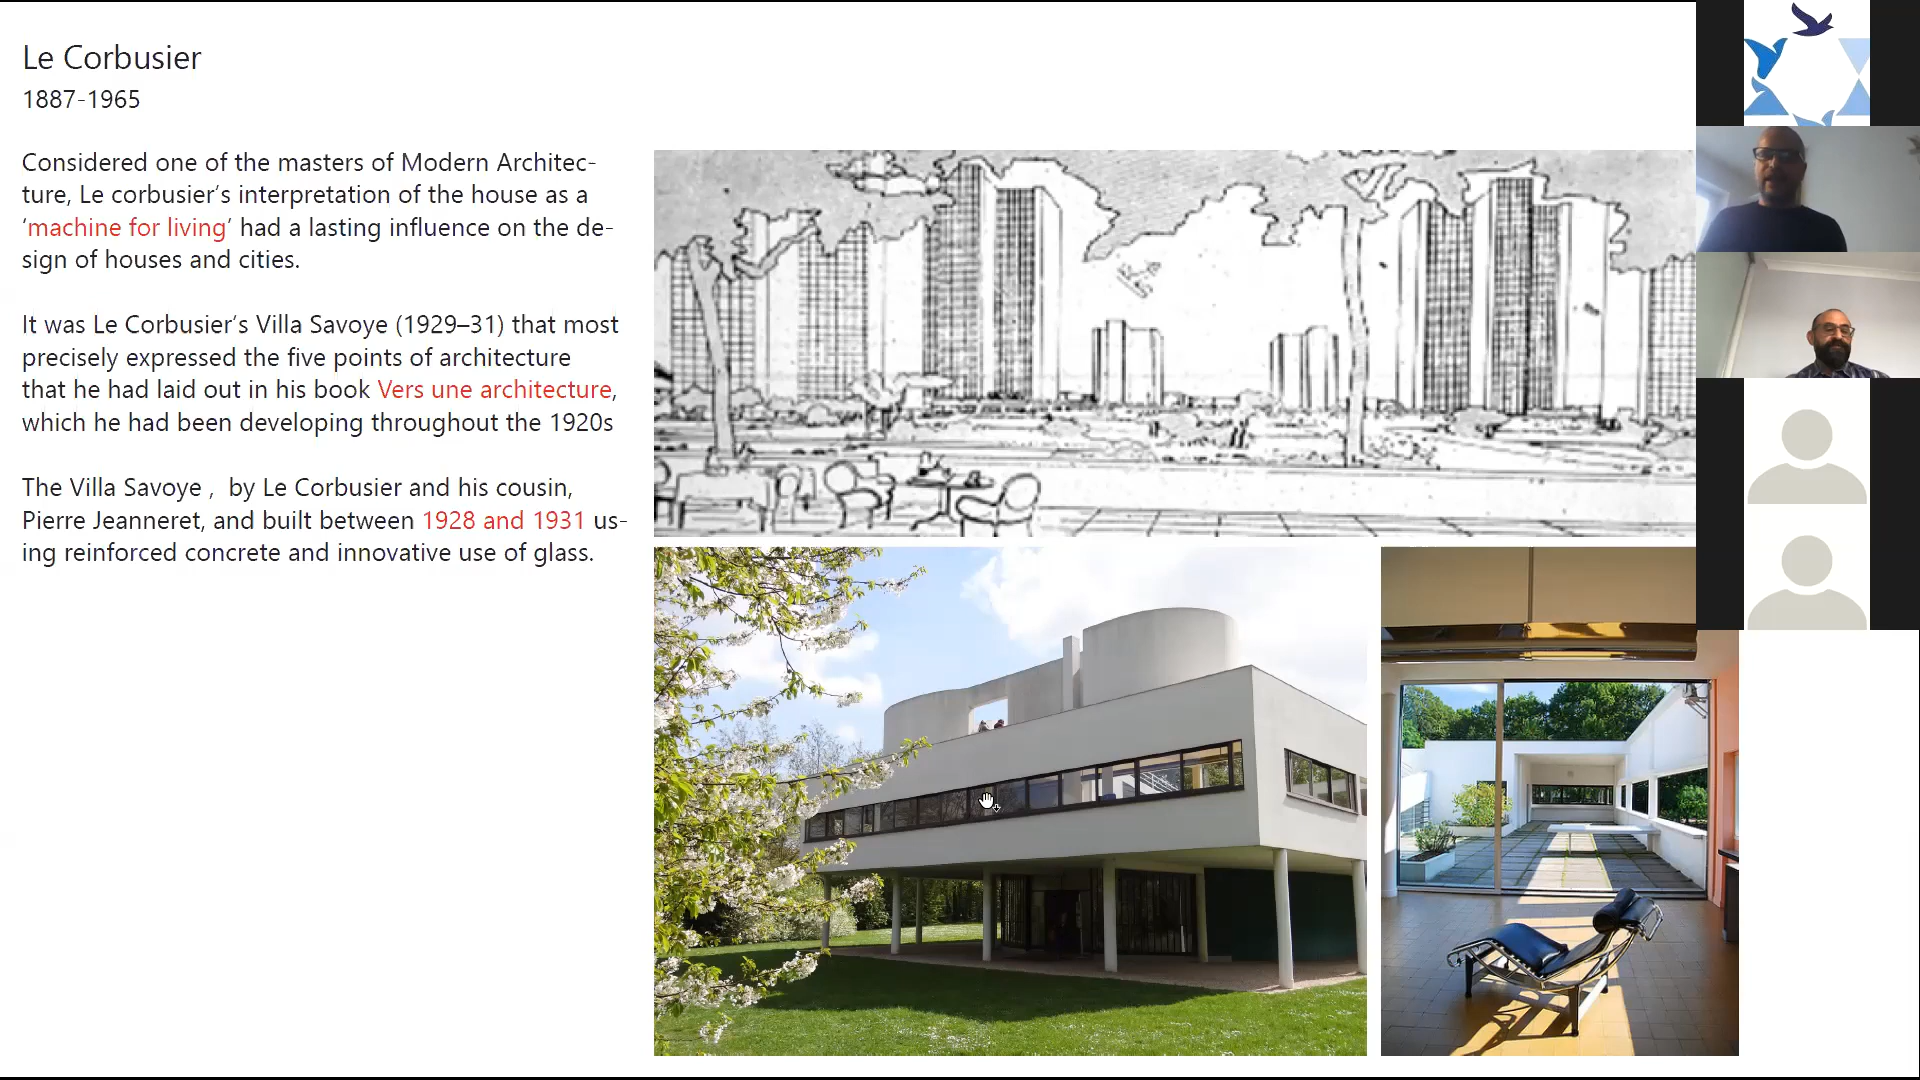 Le Corbusier
1887-1965
Considered one of the masters of Modern Architec-
ture, Le corbusier's interpretation of the house as a
'machine for living' had a lasting influence on the de-
sign of houses and cities.
It was Le Corbusier's Villa Savoye (1929–31) that most
precisely expressed the five points of architecture
that he had laid out in his book Vers une architecture,
which he had been developing throughout the 1920s
The Villa Savoye ,  by Le Corbusier and his cousin,
Pierre Jeanneret, and built between 1928 and 1931 us-
ing reinforced concrete and innovative use of glass.